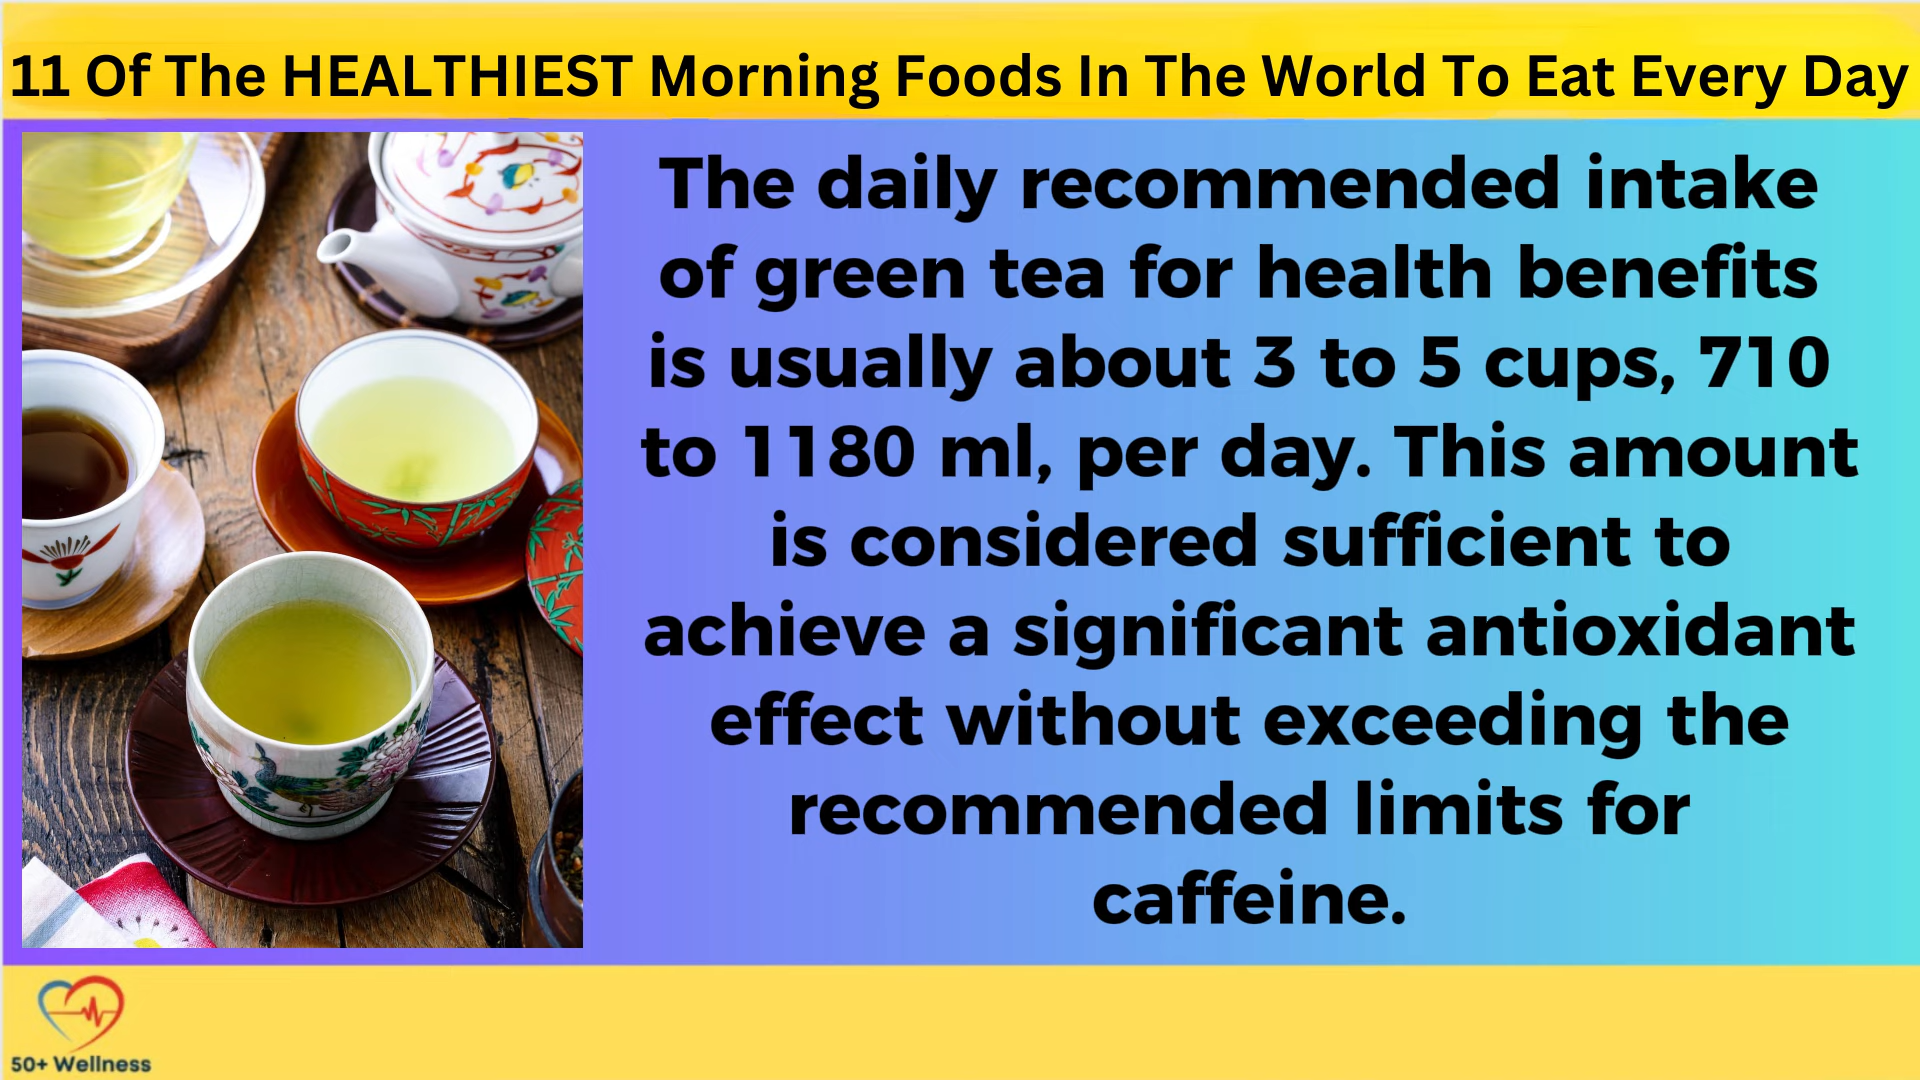 11 Of The HEALTHIEST Morning Foods In The World To Eat Every Day
The daily recommended intake
of green tea for health benefits
is usually about 3 to 5 cups, 710
to 1180 ml, per day. This amount
is considered sufficient to
achieve a significant antioxidant
effect without exceeding the
recommended limits for
caffeine.
50+ Wellness